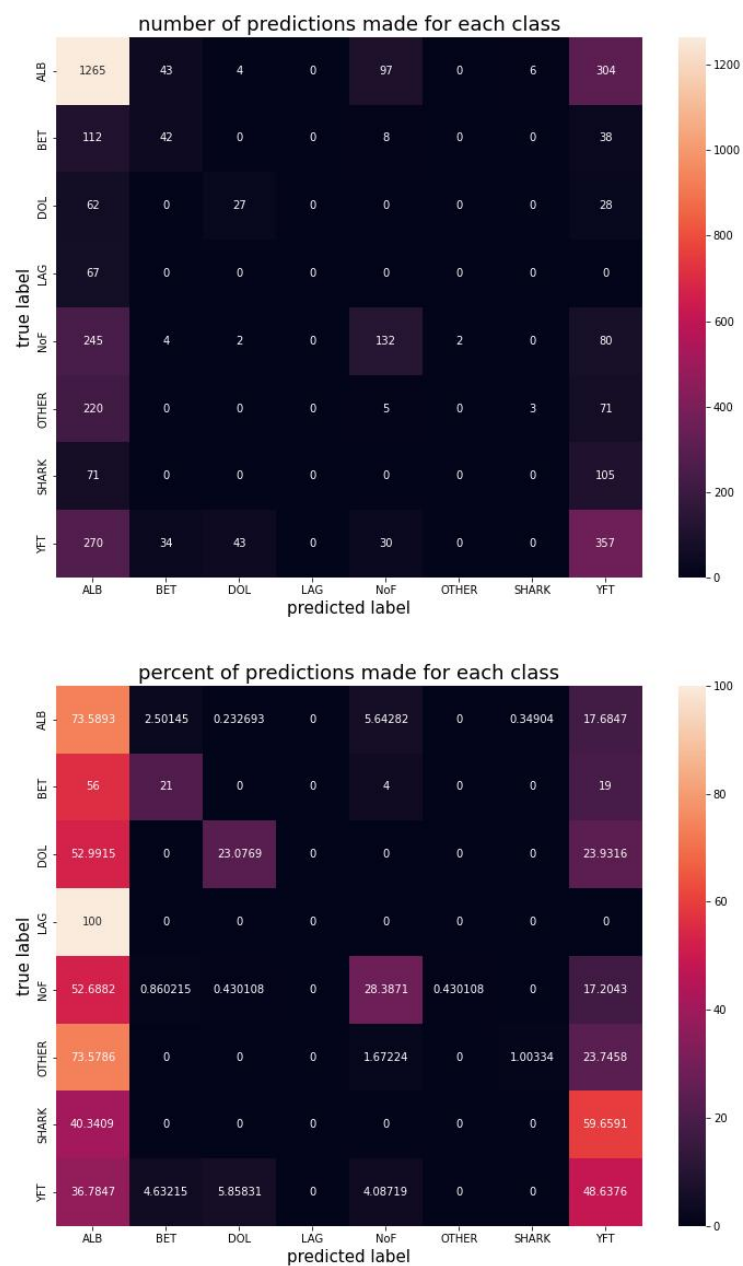 number of predictions made for each class
ALB 1265 43 4 0 97 0 6 304
BET 112 42 0 0 8 0 0 38
DOL 62 0 27 0 0 0 0 28
LAG 67 0 0 0 0 0 0 0
NoF 245 4 2 0 132 2 0 80
OTHER 220 0 0 0 5 0 3 71
SHARK 71 0 0 0 0 0 0 105
YFT 270 34 43 0 30 0 0 357
true label
ALB BET DOL LAG NoF OTHER SHARK YFT
predicted label
1200
1000
800
600
400
200
0
percent of predictions made for each class
ALB 73.5893 2.50145 0.232693 0 5.64282 0 0.34904 17.6847
BET 56 21 0 0 4 0 0 19
DOL 52.9915 0 23.0769 0 0 0 0 23.9316
LAG 100 0 0 0 0 0 0 0
NoF 52.6882 0.860215 0.430108 0 28.3871 0.430108 0 17.2043
OTHER 73.5786 0 0 0 1.67224 0 1.00334 23.7458
SHARK 40.3409 0 0 0 0 0 0 59.6591
YFT 36.7847 4.63215 5.85831 0 4.08719 0 0 48.6376
true label
ALB BET DOL LAG NoF OTHER SHARK YFT
predicted label
100
80
60
40
20
0